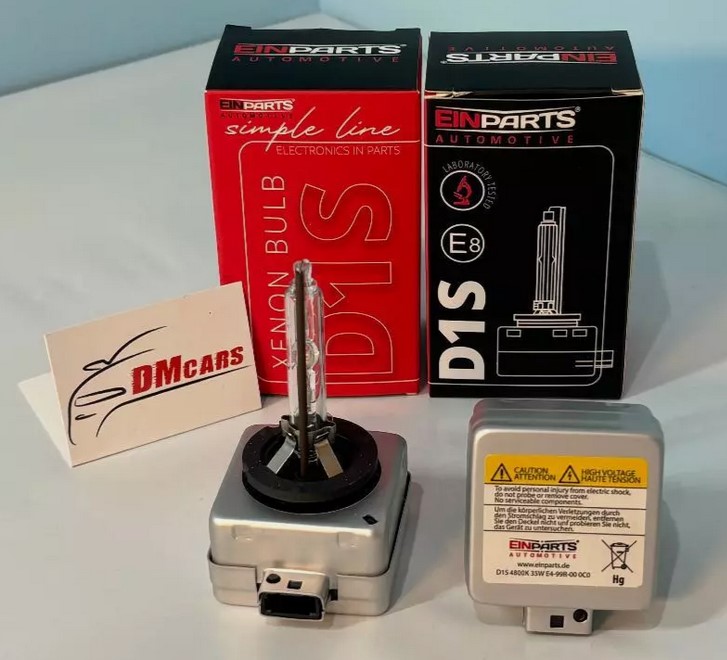 EINPARTS
AUTOMOTIVE
EINPARTS
AUTOMOTIVE
simple line
ELECTRONICS IN PARTS
XENON BULB
D1S
EINPARTS
AUTOMOTIVE
EINPARTS®
AUTOMOTIVE
LABORATORY TESTED
E8
D1S
DMCARS
CAUTION
ATTENTION
HIGH VOLTAGE
HAUTE TENSION
To avoid personal injury from electric shock,
do not probe or remove cover.
No serviceable components.
Um die körperlichen Verletzungen durch
den Stromschlag zu vermeiden, entfernen
Sie den Deckel nicht und probieren Sie nicht,
das Gerät zu untersuchen.
EINPARTS
AUTOMOTIVE
www.einparts.de
D1S 4800K 35W E4-99R-00 0C0
Hg